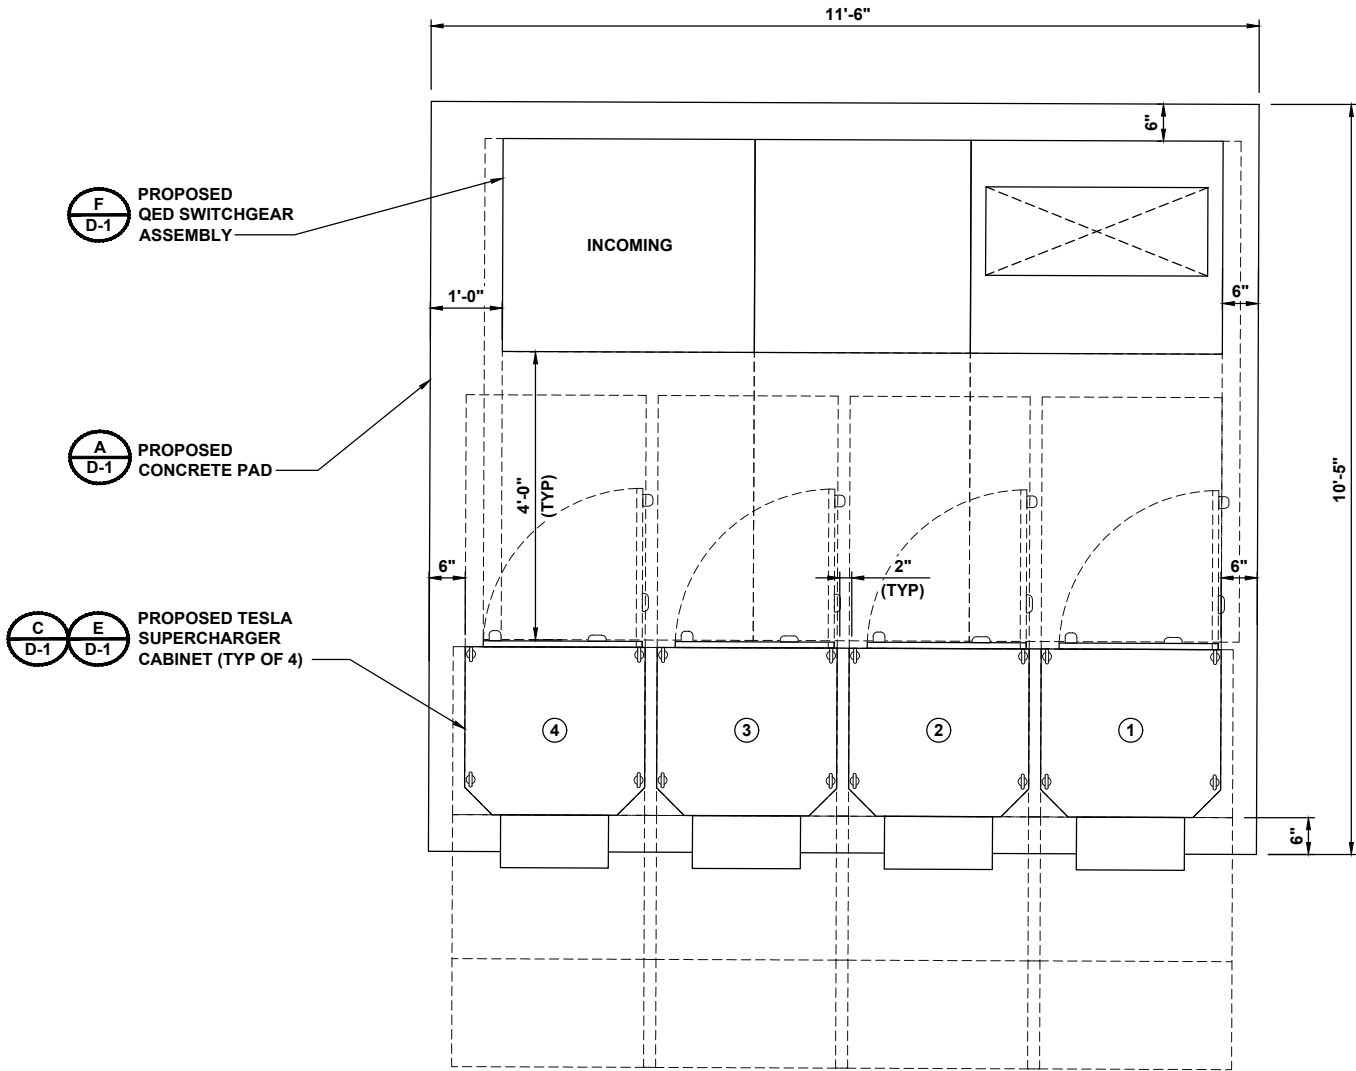 11'-6"
6"
F
D-1
PROPOSED
QED SWITCHGEAR
ASSEMBLY
INCOMING
1'-0"
6"
A
D-1
PROPOSED
CONCRETE PAD
4'-0"
(TYP)
10'-5"
6"
2"
(TYP)
6"
C
D-1
E
D-1
PROPOSED TESLA
SUPERCHARGER
CABINET (TYP OF 4)
4
3
2
1
6"